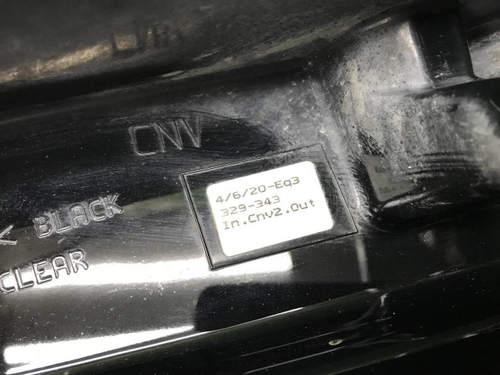 CNV
4/6/20-Eq3
329-343
In.Cnv2.Out
BLACK
CLEAR